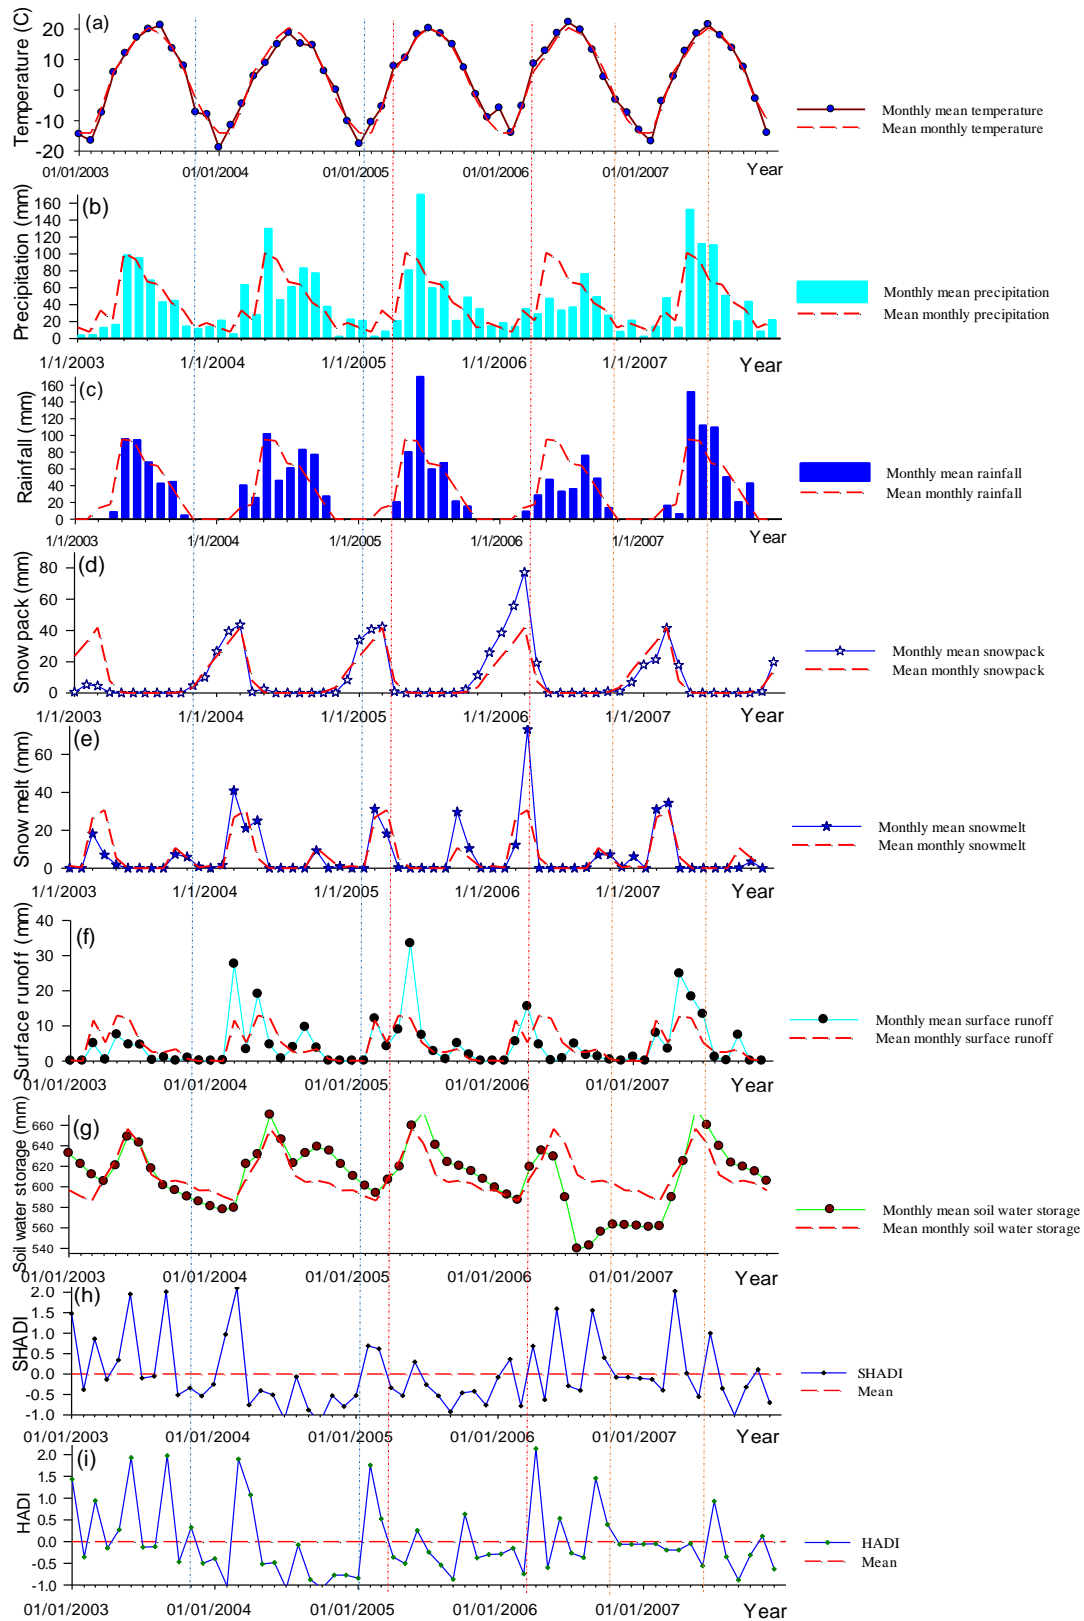 (a)
Temperature (C)
20
10
0
-10
-20
01/01/2003
01/01/2004
01/01/2005
01/01/2006
01/01/2007
Year
Monthly mean temperature
Mean monthly temperature
(b)
Precipitation (mm)
160
140
120
100
80
60
40
20
0
1/1/2003
1/1/2004
1/1/2005
1/1/2006
1/1/2007
Year
Monthly mean precipitation
Mean monthly precipitation
(c)
Rainfall (mm)
160
140
120
100
80
60
40
20
0
1/1/2003
1/1/2004
1/1/2005
1/1/2006
1/1/2007
Year
Monthly mean rainfall
Mean monthly rainfall
(d)
Snow pack (mm)
80
60
40
20
0
1/1/2003
1/1/2004
1/1/2005
1/1/2006
1/1/2007
Year
Monthly mean snowpack
Mean monthly snowpack
(e)
Snow melt (mm)
60
40
20
0
1/1/2003
1/1/2004
1/1/2005
1/1/2006
1/1/2007
Year
Monthly mean snowmelt
Mean monthly snowmelt
(f)
Surface runoff (mm)
40
30
20
10
0
01/01/2003
01/01/2004
01/01/2005
01/01/2006
01/01/2007
Year
Monthly mean surface runoff
Mean monthly surface runoff
(g)
Soil water storage (mm)
660
640
620
600
580
560
540
01/01/2003
01/01/2004
01/01/2005
01/01/2006
01/01/2007
Year
Monthly mean soil water storage
Mean monthly soil water storage
(h)
SHADI
2.0
1.5
1.0
0.5
0.0
-0.5
-1.0
01/01/2003
01/01/2004
01/01/2005
01/01/2006
01/01/2007
Year
SHADI
Mean
(i)
HADI
2.0
1.5
1.0
0.5
0.0
-0.5
-1.0
01/01/2003
01/01/2004
01/01/2005
01/01/2006
01/01/2007
Year
HADI
Mean